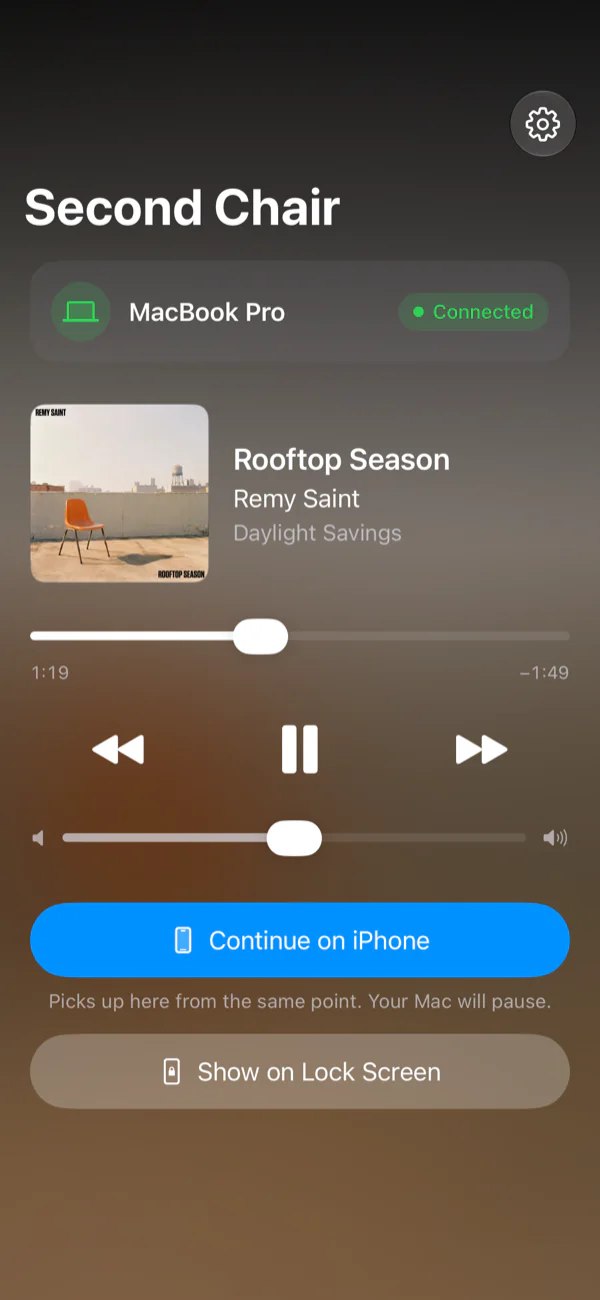 Second Chair
MacBook Pro
Connected
REMY SAINT
ROOFTOP SEASON
Rooftop Season
Remy Saint
Daylight Savings
1:19
−1:49
Continue on iPhone
Picks up here from the same point. Your Mac will pause.
Show on Lock Screen